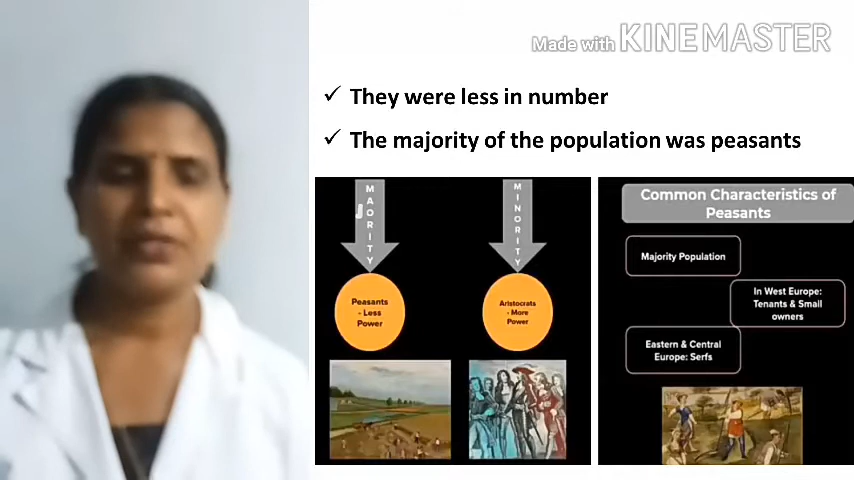 Made with KINEMASTER
✓ They were less in number
✓ The majority of the population was peasants
MAJORITY
MINORITY
Peasants
- Less
Power
Aristocrats
- More
Power
Common Characteristics of
Peasants
Majority Population
In West Europe:
Tenants & Small
owners
Eastern & Central
Europe: Serfs